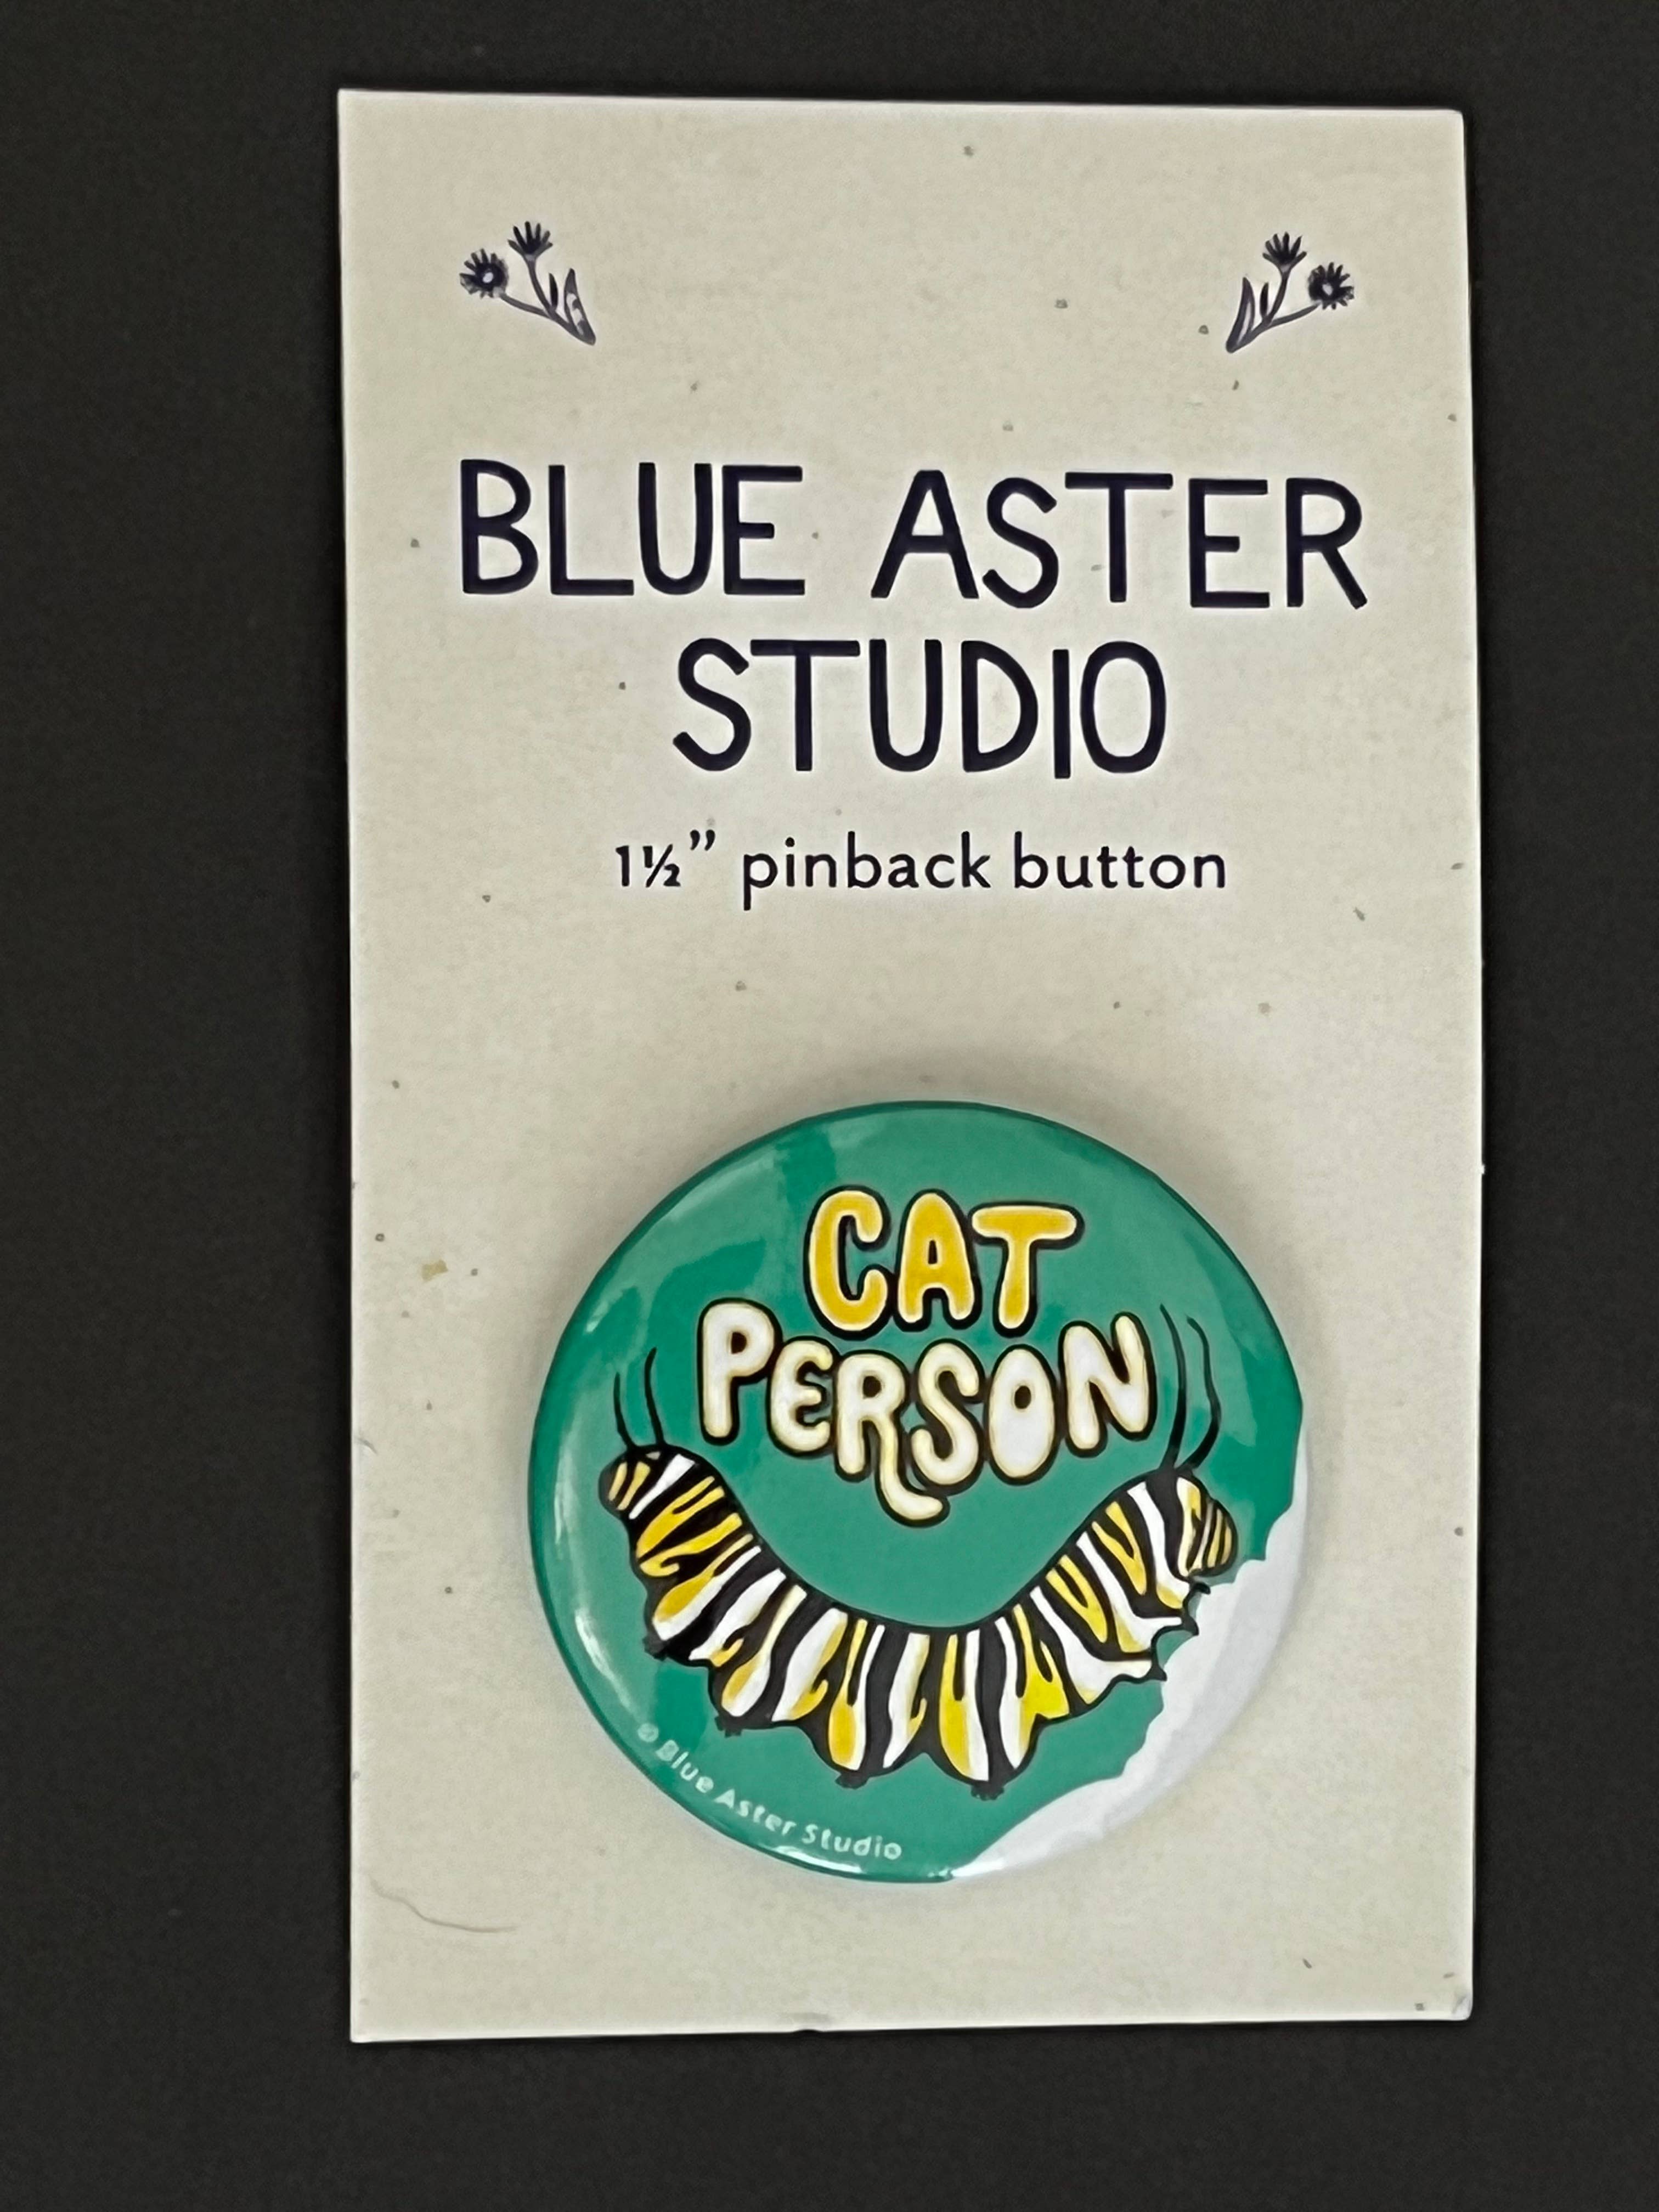 BLUE ASTER
STUDIO
1½” pinback button
CAT
PERSON
© Blue Aster Studio